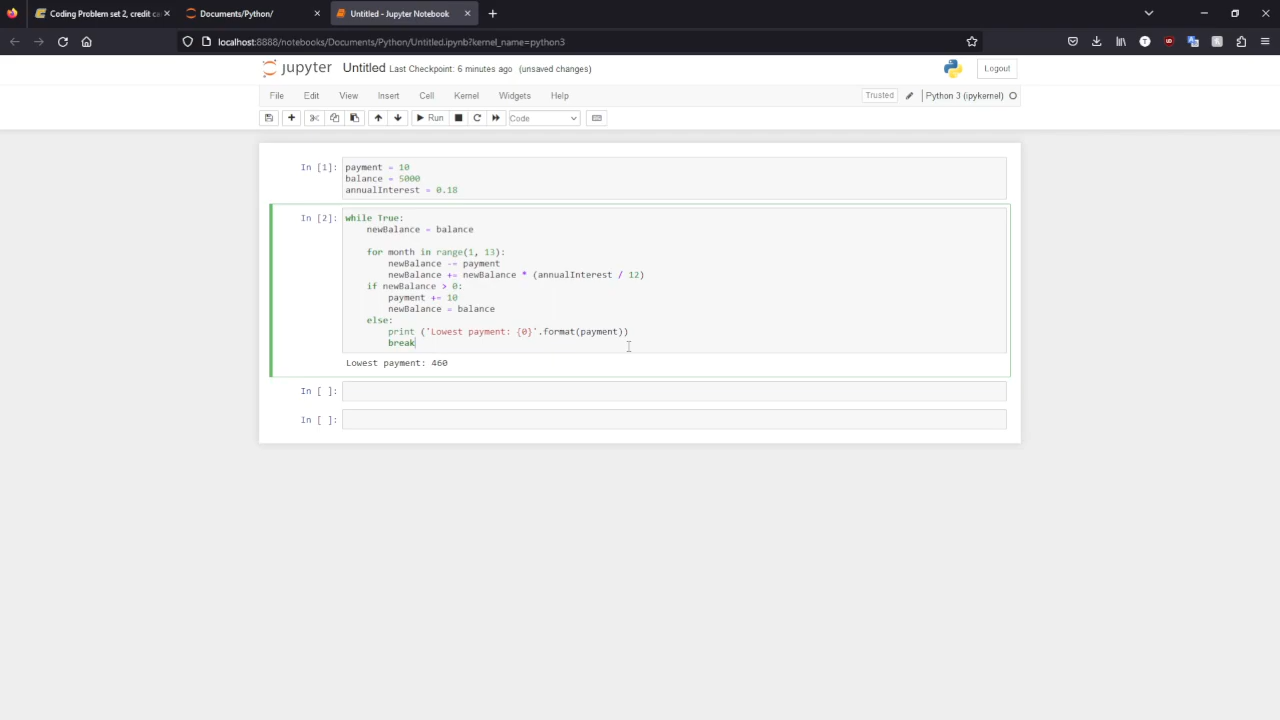 Coding Problem set 2, credit ca
Documents/Python/
Untitled - Jupyter Notebook
localhost:8888/notebooks/Documents/Python/Untitled.ipynb?kernel_name=python3
jupyter Untitled Last Checkpoint: 6 minutes ago (unsaved changes)
Logout
File Edit View Insert Cell Kernel Widgets Help
Trusted
Python 3 (ipykernel)
Run
Code
In [1]:
payment = 10
balance = 5000
annualInterest = 0.18
In [2]:
while True:
newBalance = balance
for month in range(1, 13):
newBalance -= payment
newBalance += newBalance * (annualInterest / 12)
if newBalance > 0:
payment += 10
newBalance = balance
else:
print ('Lowest payment: {0}'.format(payment))
break
Lowest payment: 460
In [ ]:
In [ ]: